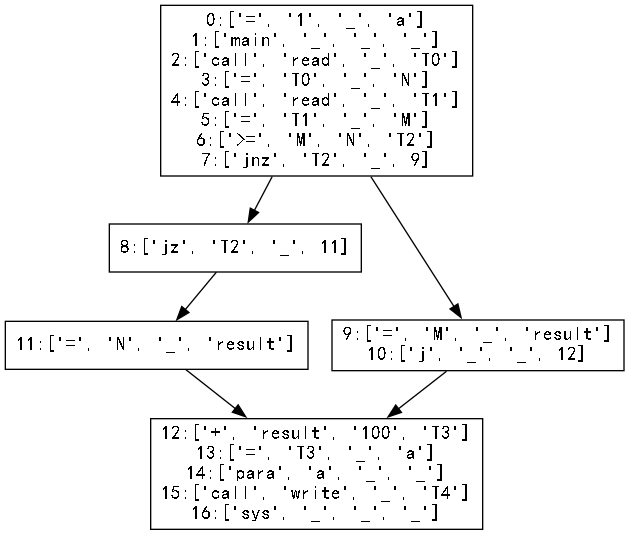 0:['=', '1', '_', 'a']
1:['main', '_', '_', '_']
2:['call', 'read', '_', 'T0']
3:['=', 'T0', '_', 'N']
4:['call', 'read', '_', 'T1']
5:['=', 'T1', '_', 'M']
6:['>=', 'M', 'N', 'T2']
7:['jnz', 'T2', '_', 9]
8:['jz', 'T2', '_', 11]
11:['=', 'N', '_', 'result']
9:['=', 'M', '_', 'result']
10:['j', '_', '_', 12]
12:['+', 'result', '100', 'T3']
13:['=', 'T3', '_', 'a']
14:['para', 'a', '_', '_']
15:['call', 'write', '_', 'T4']
16:['sys', '_', '_', '_']